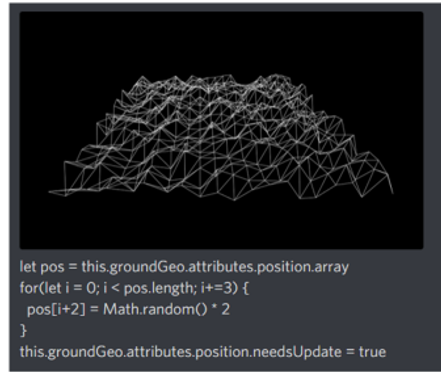 let pos = this.groundGeo.attributes.position.array
for(let i = 0; i < pos.length; i+=3) {
  pos[i+2] = Math.random() * 2
}
this.groundGeo.attributes.position.needsUpdate = true